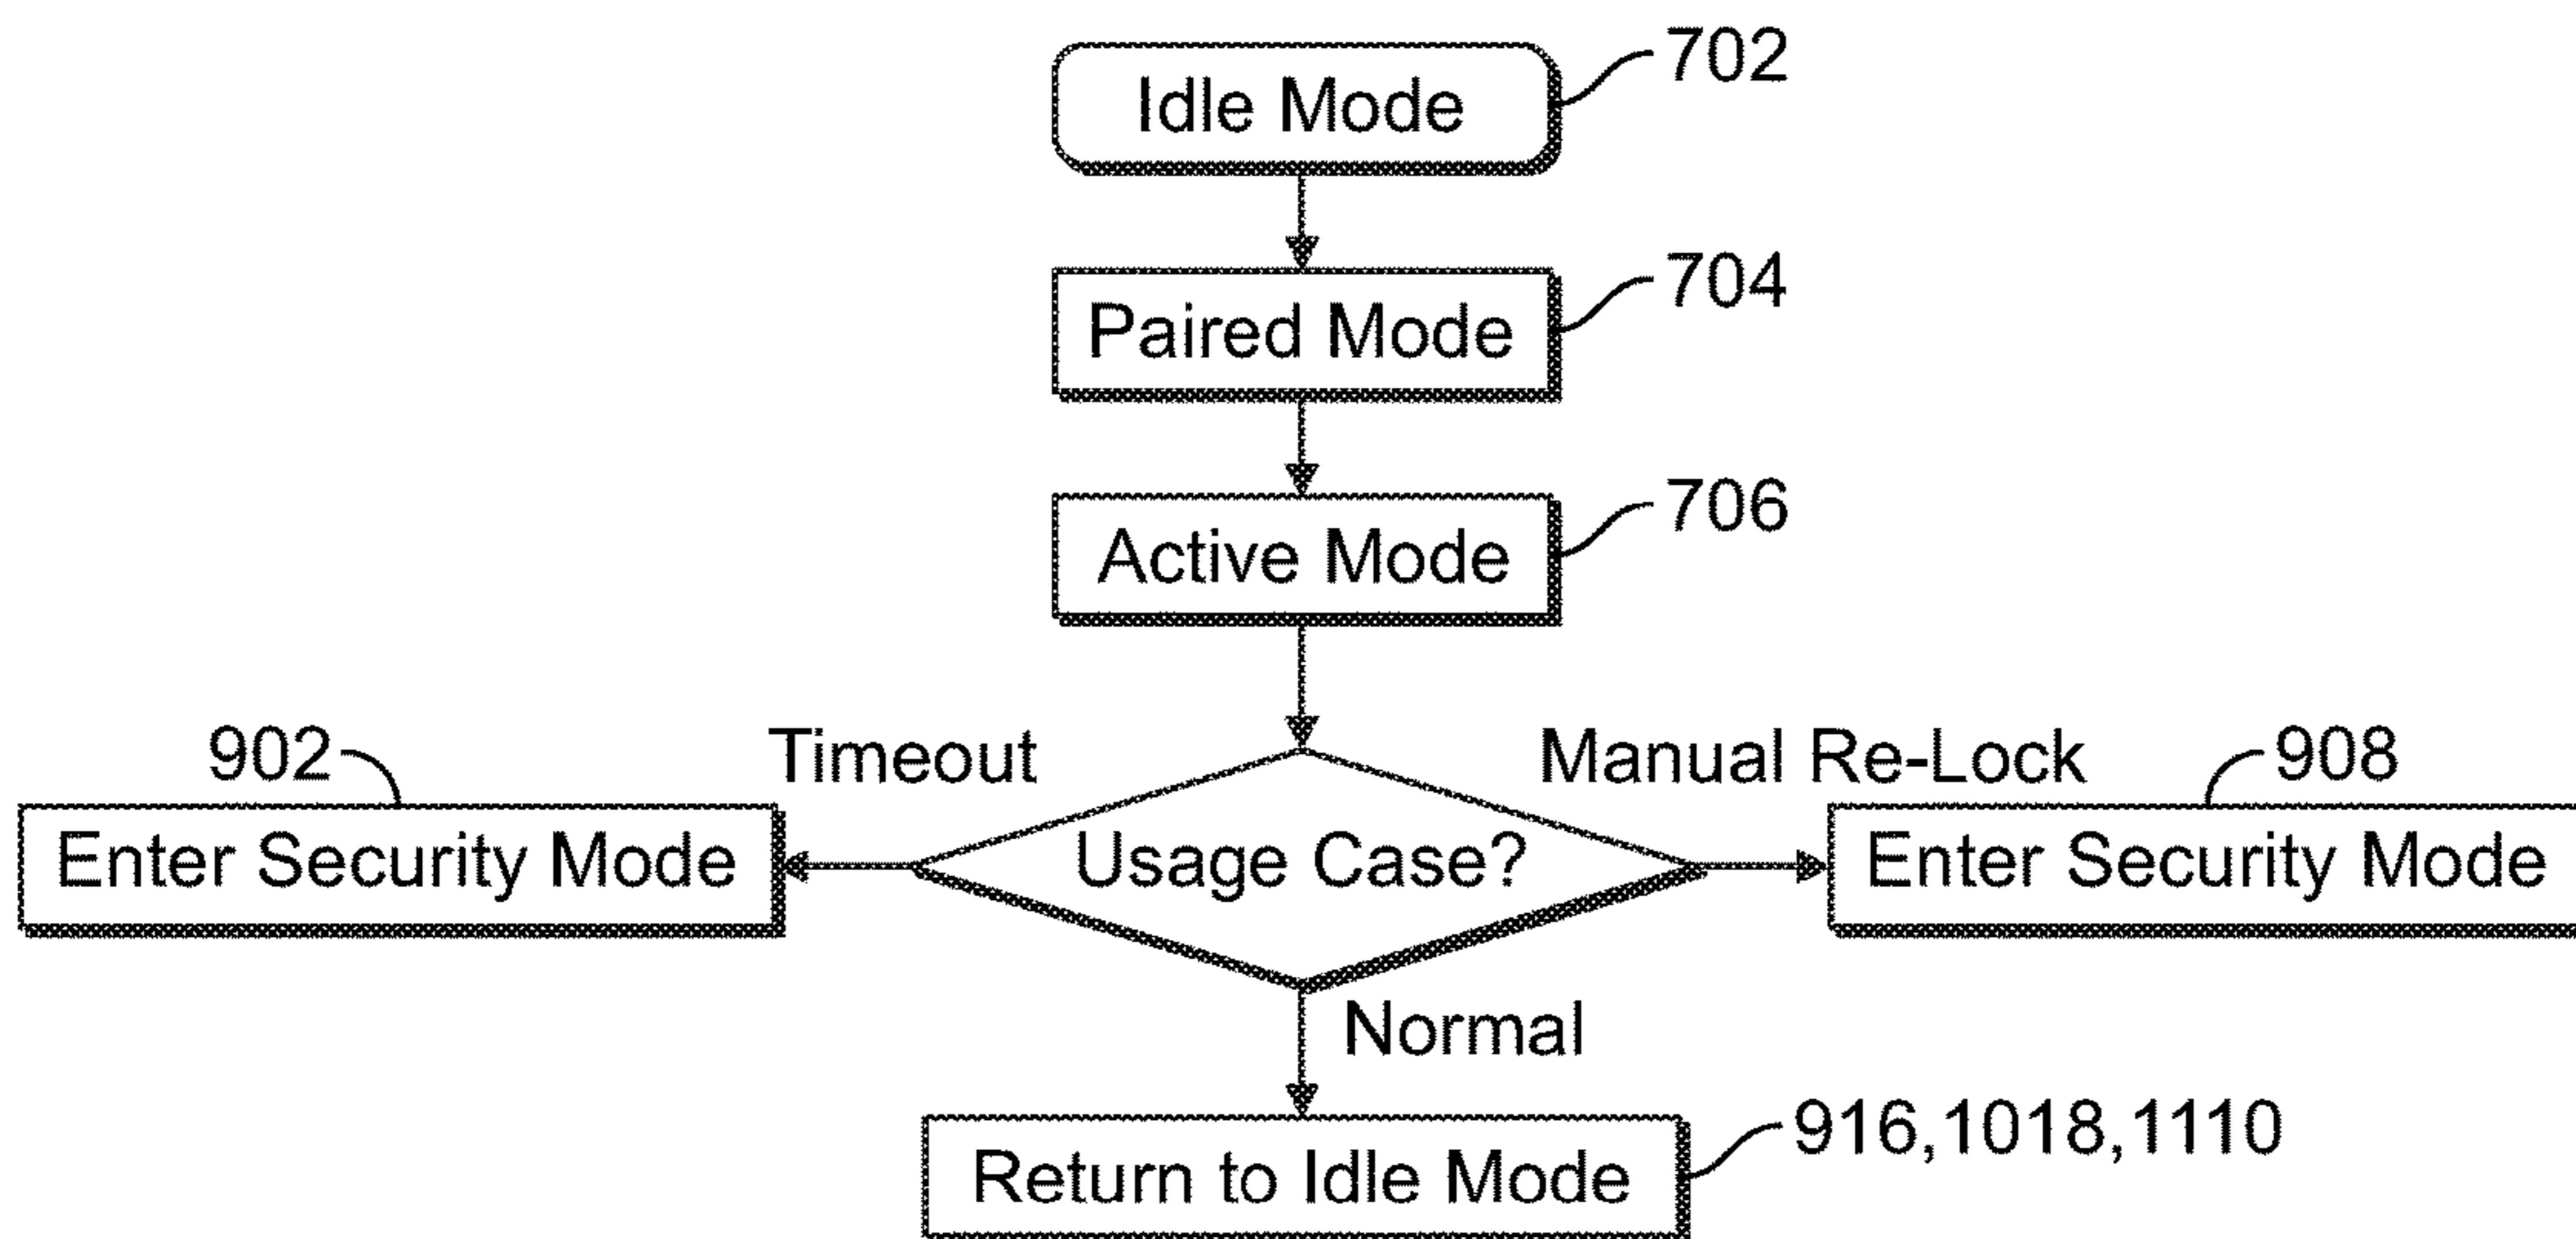 Idle Mode
702
Paired Mode
704
Active Mode
706
902
Timeout
Manual Re-Lock
908
Enter Security Mode
Usage Case?
Enter Security Mode
Normal
Return to Idle Mode
916,1018,1110